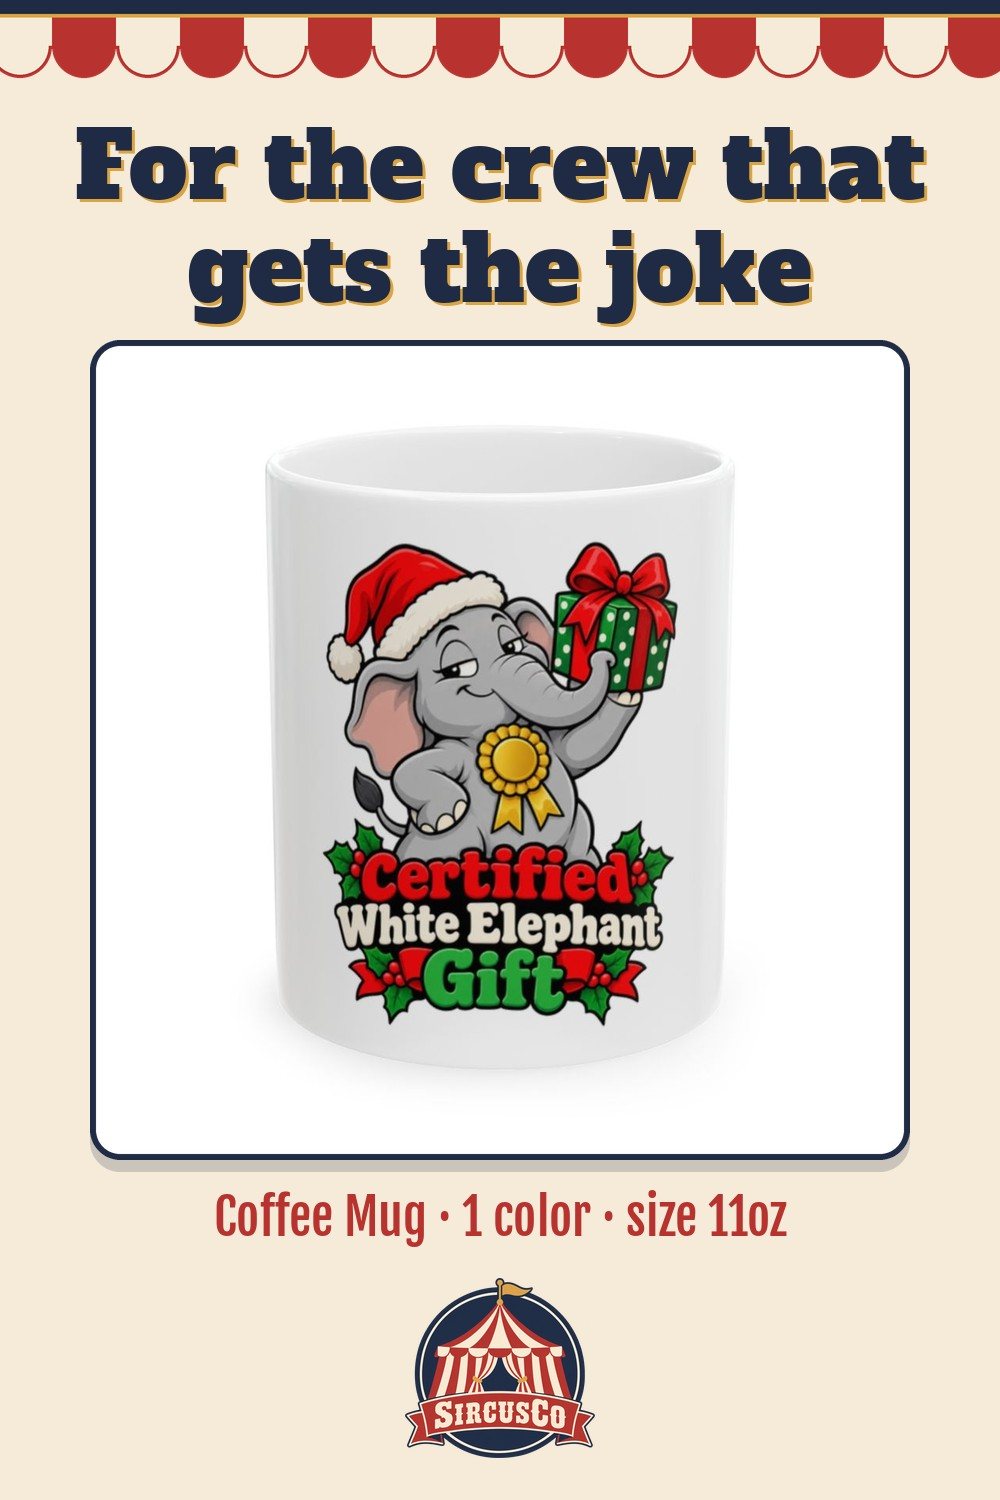 For the crew that
gets the joke
Certified
White Elephant
Gift
Coffee Mug · 1 color · size 11oz
SircusCo